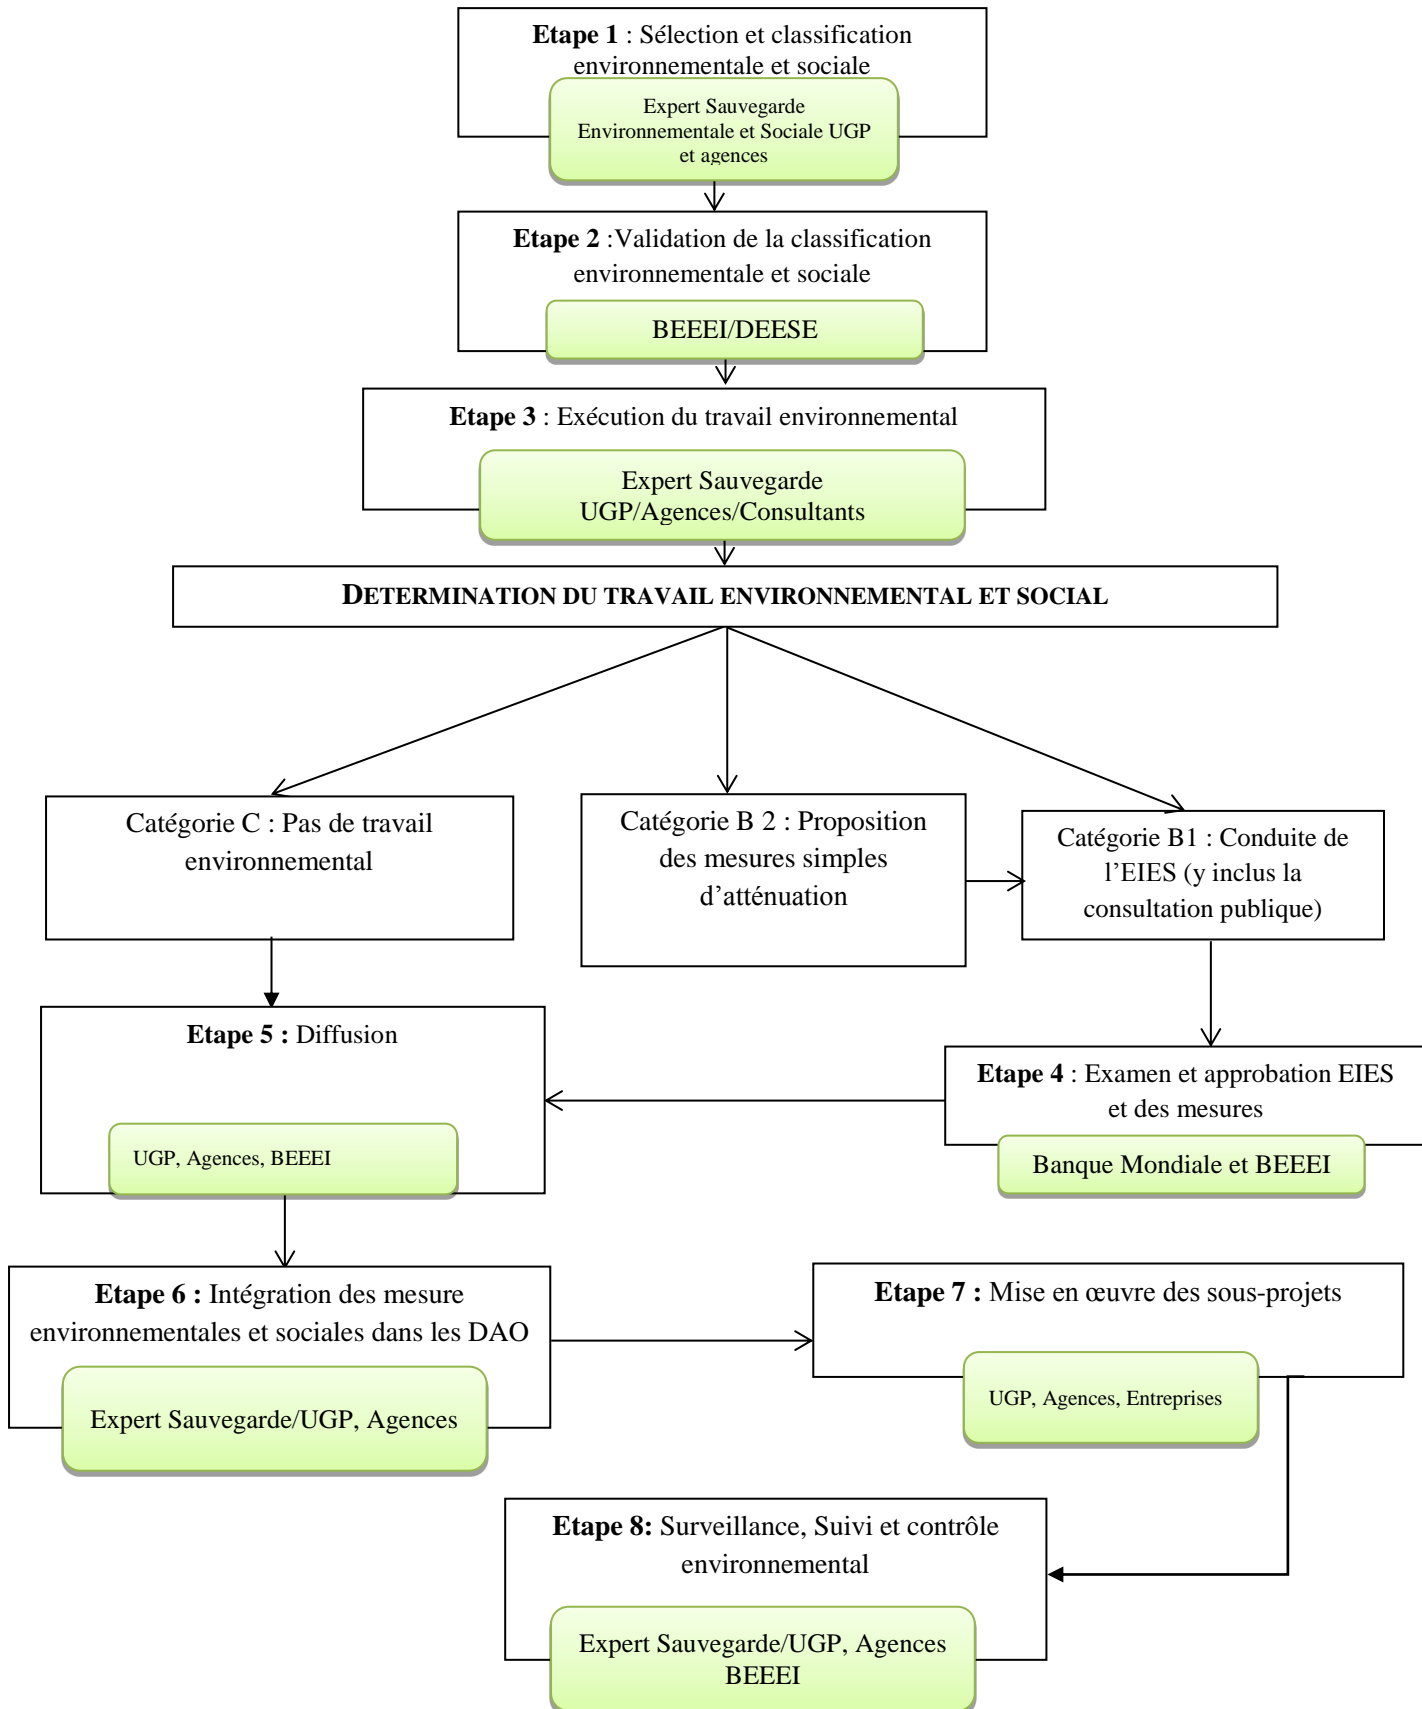 Etape 1 : Sélection et classification
environnementale et sociale
Expert Sauvegarde
Environnementale et Sociale UGP
et agences
Etape 2 :Validation de la classification
environnementale et sociale
BEEEI/DEESE
Etape 3 : Exécution du travail environnemental
Expert Sauvegarde
UGP/Agences/Consultants
DETERMINATION DU TRAVAIL ENVIRONNEMENTAL ET SOCIAL
Catégorie C : Pas de travail
environnemental
Catégorie B 2 : Proposition
des mesures simples
d’atténuation
Catégorie B1 : Conduite de
l’EIES (y inclus la
consultation publique)
Etape 5 : Diffusion
UGP, Agences, BEEEI
Etape 4 : Examen et approbation EIES
et des mesures
Banque Mondiale et BEEEI
Etape 6 : Intégration des mesure
environnementales et sociales dans les DAO
Expert Sauvegarde/UGP, Agences
Etape 7 : Mise en œuvre des sous-projets
UGP, Agences, Entreprises
Etape 8: Surveillance, Suivi et contrôle
environnemental
Expert Sauvegarde/UGP, Agences
BEEEI